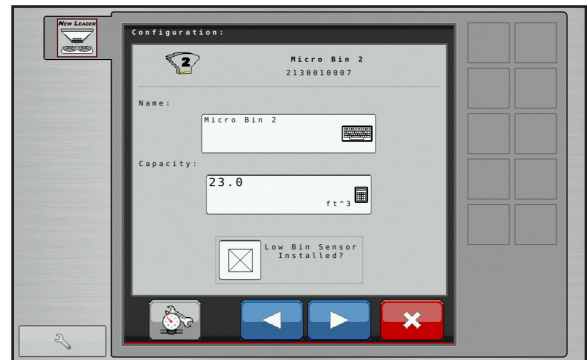 NEW LEADER
Configuration:
2
Micro Bin 2
2130010007
Name:
Micro Bin 2
Capacity:
23.0
ft^3
Low Bin Sensor
Installed?